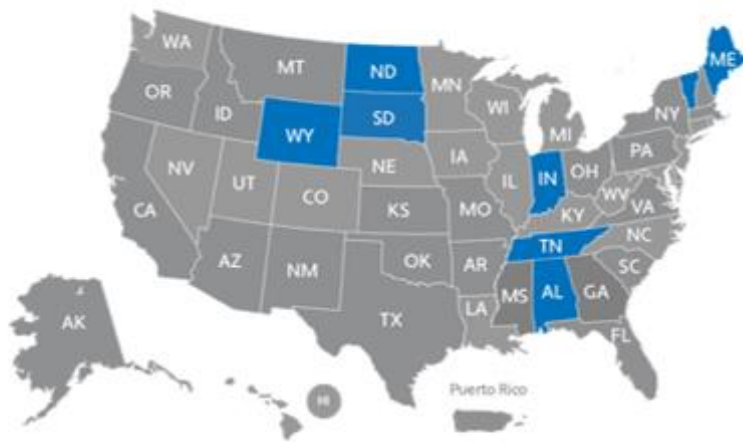 WA
MT
ND
MN
ME
OR
ID
WY
SD
WI
MI
NY
NV
UT
CO
NE
IA
IL
IN
OH
PA
CA
KS
MO
KY
WV
VA
AZ
NM
OK
AR
TN
NC
SC
TX
LA
MS
AL
GA
FL
AK
HI
Puerto Rico